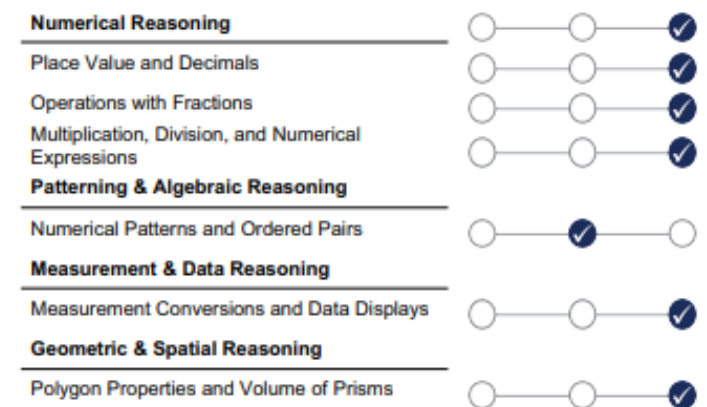 Numerical Reasoning
Place Value and Decimals
Operations with Fractions
Multiplication, Division, and Numerical
Expressions
Patterning & Algebraic Reasoning
Numerical Patterns and Ordered Pairs
Measurement & Data Reasoning
Measurement Conversions and Data Displays
Geometric & Spatial Reasoning
Polygon Properties and Volume of Prisms